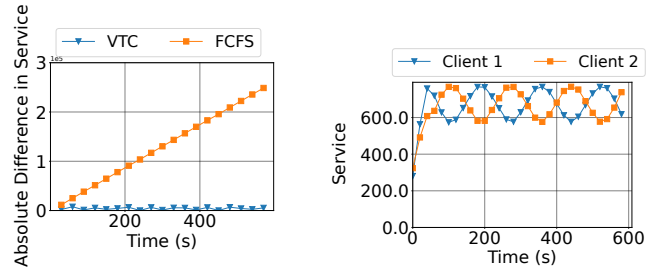 VTC FCFS
1e5
Absolute Difference in Service
3
2
1
0
200 400
Time (s)
Client 1 Client 2
Service
600.0
400.0
200.0
0.0
0 200 400 600
Time (s)